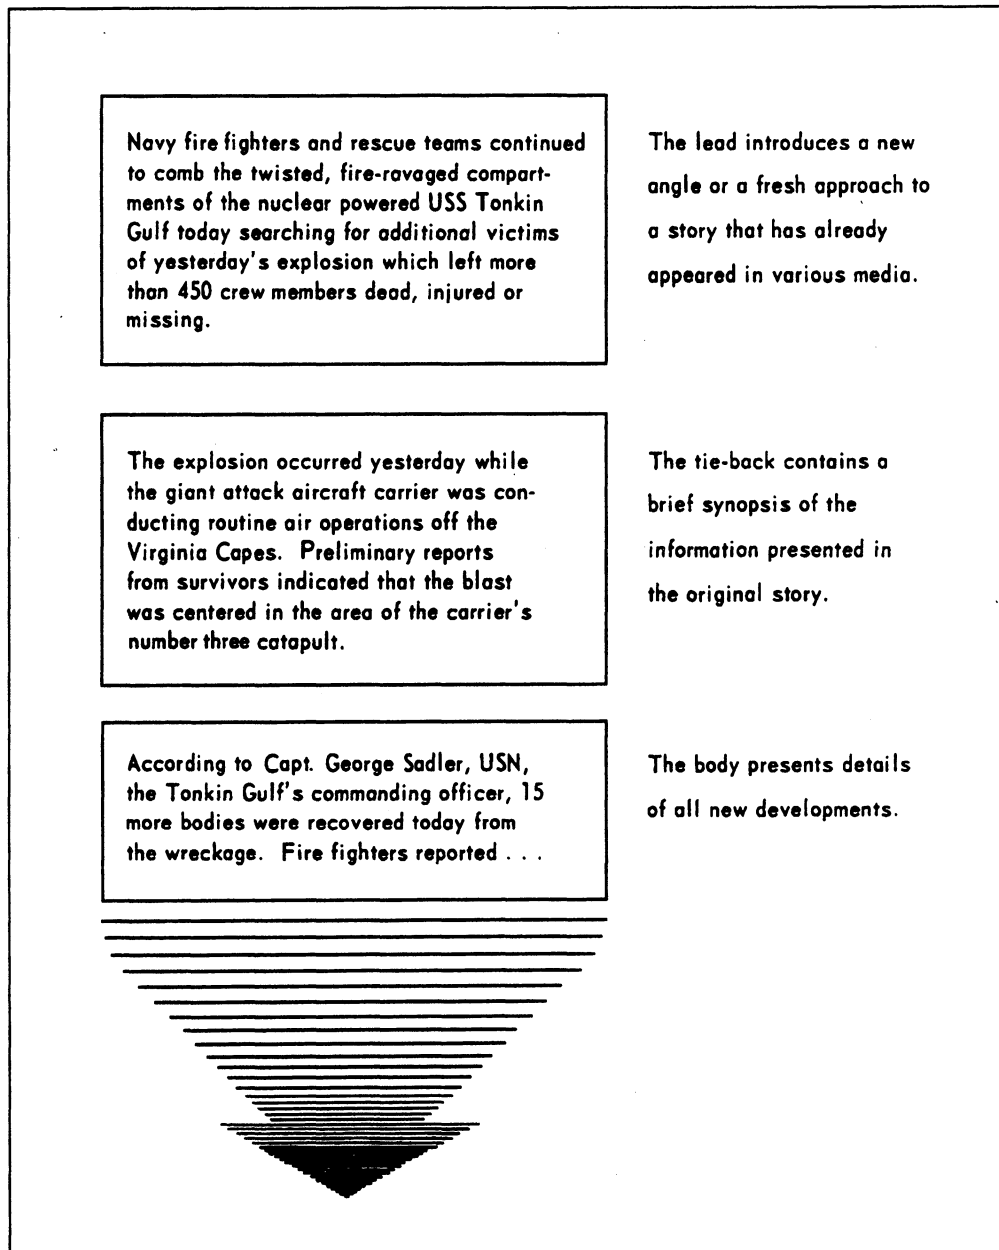 Navy fire fighters and rescue teams continued
to comb the twisted, fire-ravaged compart-
ments of the nuclear powered USS Tonkin
Gulf today searching for additional victims
of yesterday's explosion which left more
than 450 crew members dead, injured or
missing.
The lead introduces a new
angle or a fresh approach to
a story that has already
appeared in various media.
The explosion occurred yesterday while
the giant attack aircraft carrier was con-
ducting routine air operations off the
Virginia Capes. Preliminary reports
from survivors indicated that the blast
was centered in the area of the carrier's
number three catapult.
The tie-back contains a
brief synopsis of the
information presented in
the original story.
According to Capt. George Sadler, USN,
the Tonkin Gulf's commanding officer, 15
more bodies were recovered today from
the wreckage. Fire fighters reported . . .
The body presents details
of all new developments.